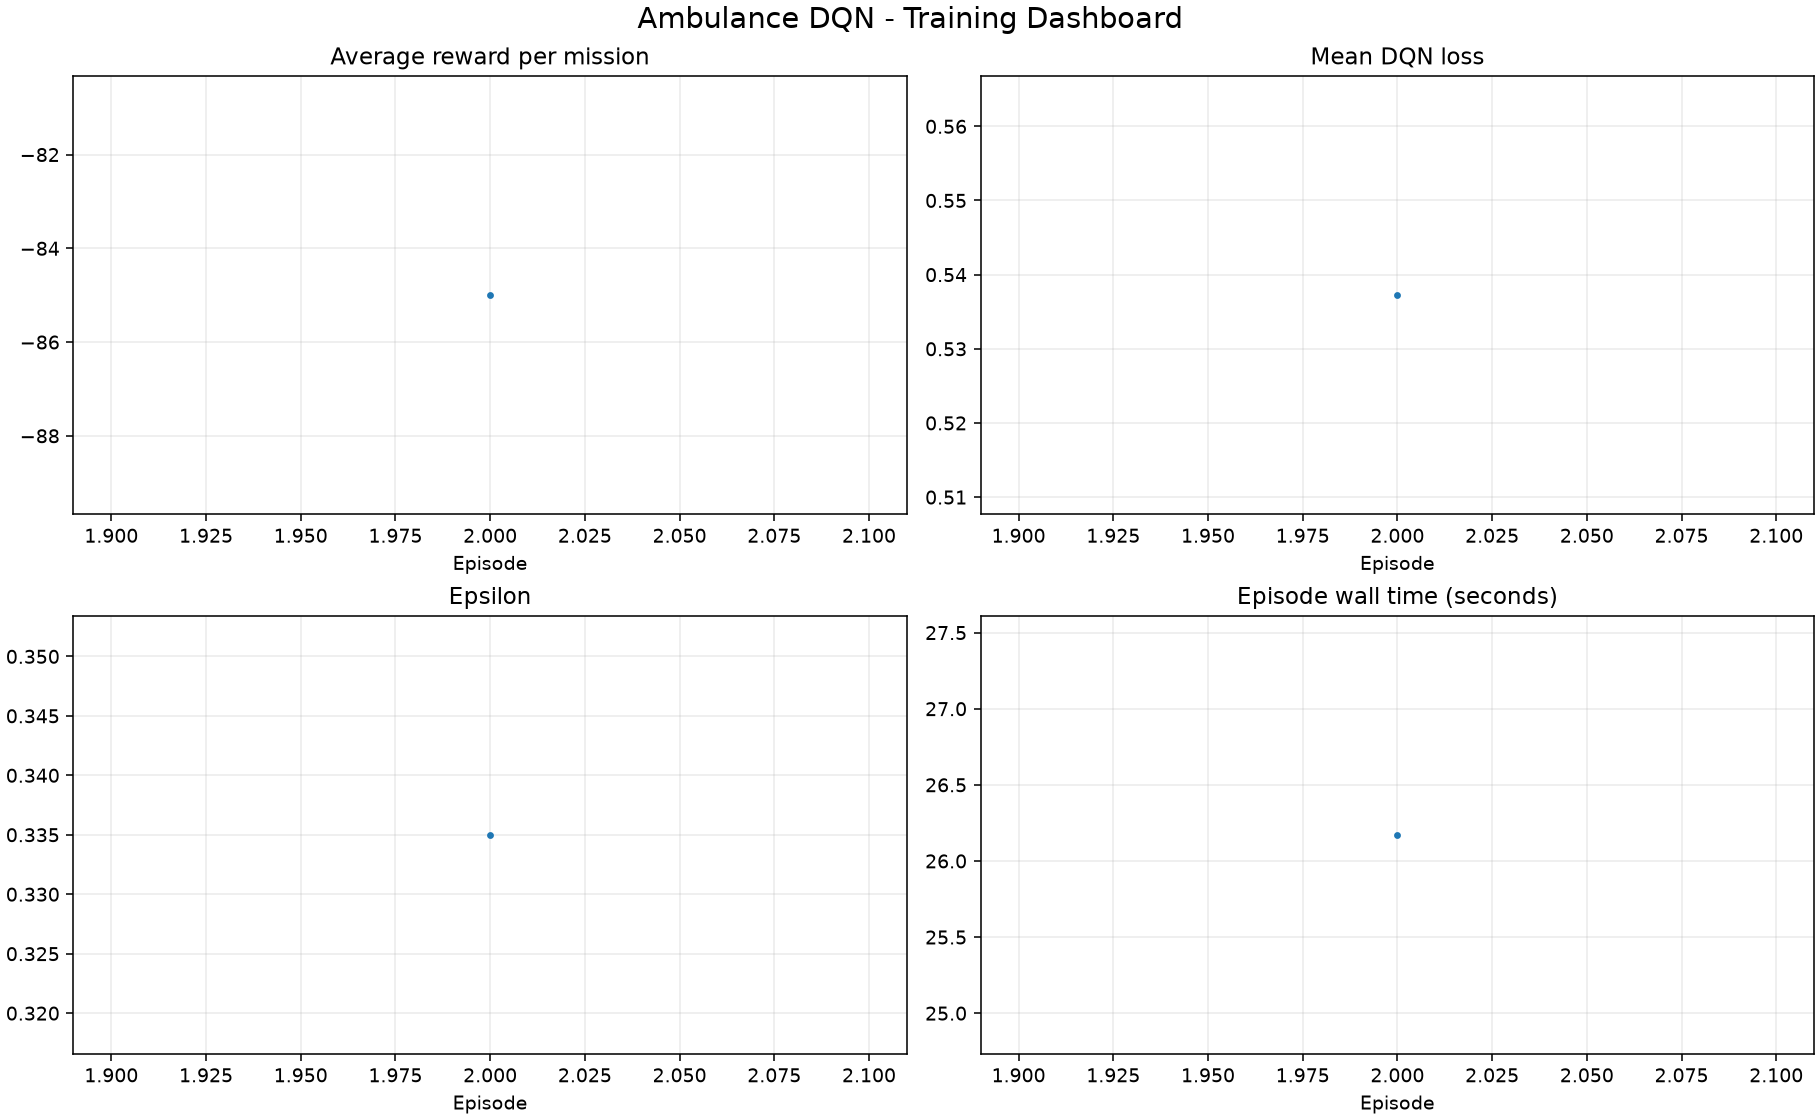 Ambulance DQN - Training Dashboard
Average reward per mission
−82
−84
−86
−88
1.900 1.925 1.950 1.975 2.000 2.025 2.050 2.075 2.100
Episode
Mean DQN loss
0.56
0.55
0.54
0.53
0.52
0.51
1.900 1.925 1.950 1.975 2.000 2.025 2.050 2.075 2.100
Episode
Epsilon
0.350
0.345
0.340
0.335
0.330
0.325
0.320
1.900 1.925 1.950 1.975 2.000 2.025 2.050 2.075 2.100
Episode
Episode wall time (seconds)
27.5
27.0
26.5
26.0
25.5
25.0
1.900 1.925 1.950 1.975 2.000 2.025 2.050 2.075 2.100
Episode